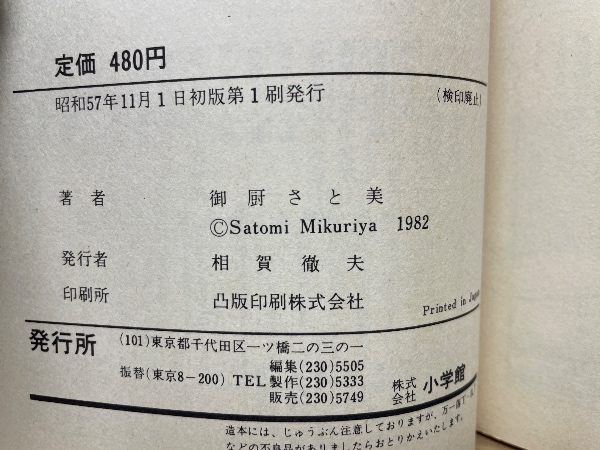 定価 480円
昭和57年11月1日初版第1刷発行 (検印廃止)
著者 御厨さと美
©Satomi Mikuriya 1982
発行者 相賀徹夫
印刷所 凸版印刷株式会社
Printed in Japan
発行所 (101)東京都千代田区一ツ橋二の三の一
編集(230)5505
振替(東京8-200) TEL製作(230)5333
販売(230)5749
株式会社 小学館
造本には、じゅうぶん注意しておりますが、万一落丁・乱
などの不良品がありましたらおとりかえいたします。